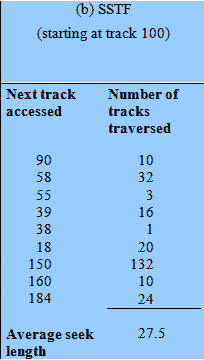 (b) SSTF
(starting at track 100)
Next track accessed Number of tracks traversed
90 10
58 32
55 3
39 16
38 1
18 20
150 132
160 10
184 24
Average seek length 27.5